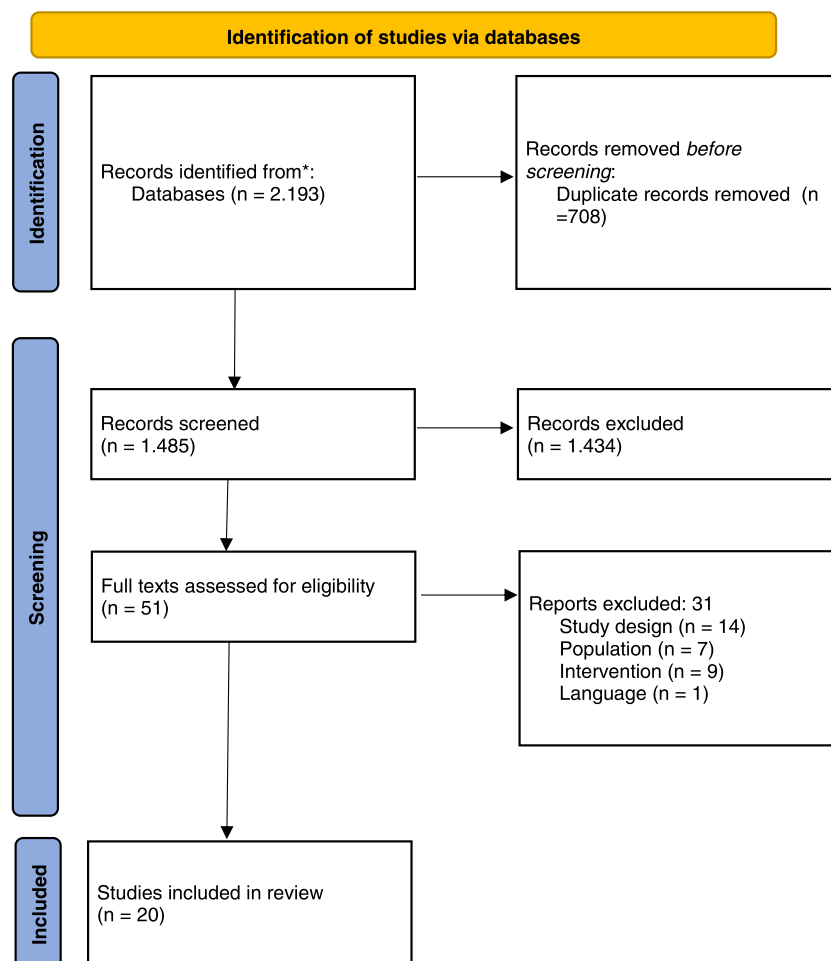 Identification of studies via databases
Identification
Records identified from*:
Databases (n = 2.193)
Records removed before
screening:
Duplicate records removed  (n
=708)
Screening
Records screened
(n = 1.485)
Records excluded
(n = 1.434)
Full texts assessed for eligibility
(n = 51)
Reports excluded: 31
Study design (n = 14)
Population (n = 7)
Intervention (n = 9)
Language (n = 1)
Included
Studies included in review
(n = 20)